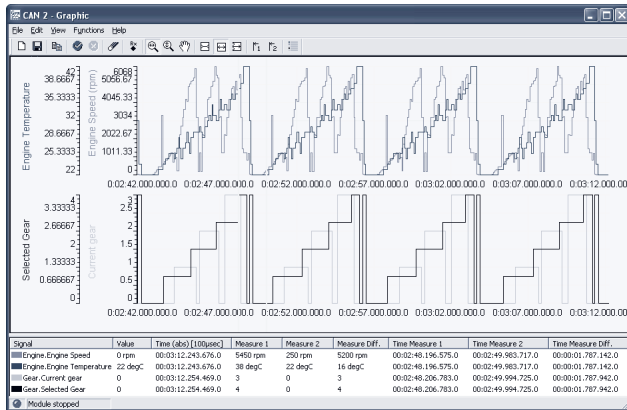 CAN 2 - Graphic
File Edit View Functions Help
Engine Temperature
42
38.6667
35.3333
32
28.6667
25.3333
22
Engine Speed (rpm)
6068
5056.67
4045.33
3034
2022.67
1011.33
0
0:02:42.000.000.0 0:02:47.000.000.0 0:02:52.000.000.0 0:02:57.000.000.0 0:03:02.000.000.0 0:03:07.000.000.0 0:03:12.000.000.0
Selected Gear
4
3.33333
2.66667
2
1.33333
0.666667
0
Current gear
3
2.5
2
1.5
1
0.5
0
0:02:42.000.000.0 0:02:47.000.000.0 0:02:52.000.000.0 0:02:57.000.000.0 0:03:02.000.000.0 0:03:07.000.000.0 0:03:12.000.000.0
Signal Value Time (abs) [100µsec] Measure 1 Measure 2 Measure Diff. Time Measure 1 Time Measure 2 Time Measure Diff.
Engine.Engine Speed 0 rpm 00:03:12.243.676.0 5450 rpm 250 rpm 5200 rpm 00:02:48.196.575.0 00:02:49.983.717.0 00:00:01.787.142.0
Engine.Engine Temperature 22 degC 00:03:12.243.676.0 38 degC 22 degC 16 degC 00:02:48.196.575.0 00:02:49.983.717.0 00:00:01.787.142.0
Gear.Current gear 0 00:03:12.254.469.0 3 0 3 00:02:48.206.783.0 00:02:49.994.725.0 00:00:01.787.942.0
Gear.Selected Gear 0 00:03:12.254.469.0 4 0 4 00:02:48.206.783.0 00:02:49.994.725.0 00:00:01.787.942.0
Module stopped